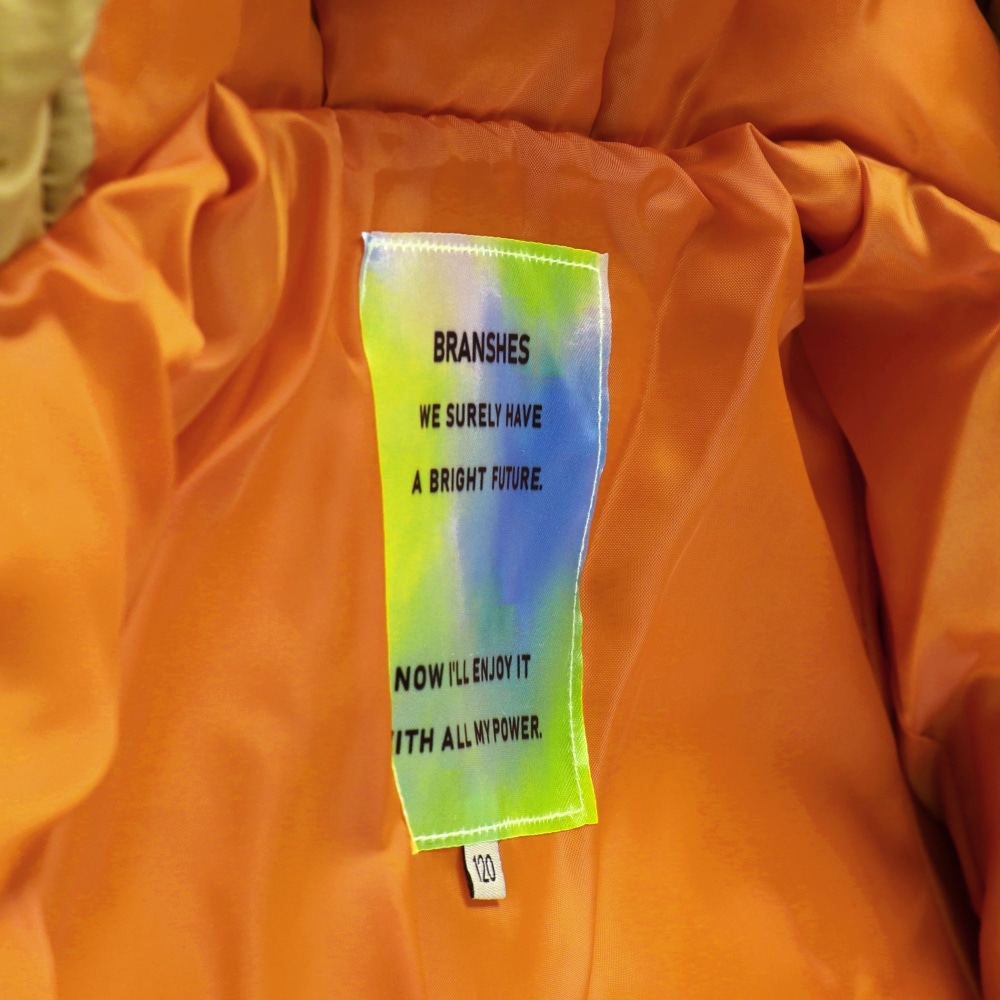 BRANSHES
WE SURELY HAVE
A BRIGHT FUTURE.
NOW I'LL ENJOY IT
ITH ALL MY POWER.
120